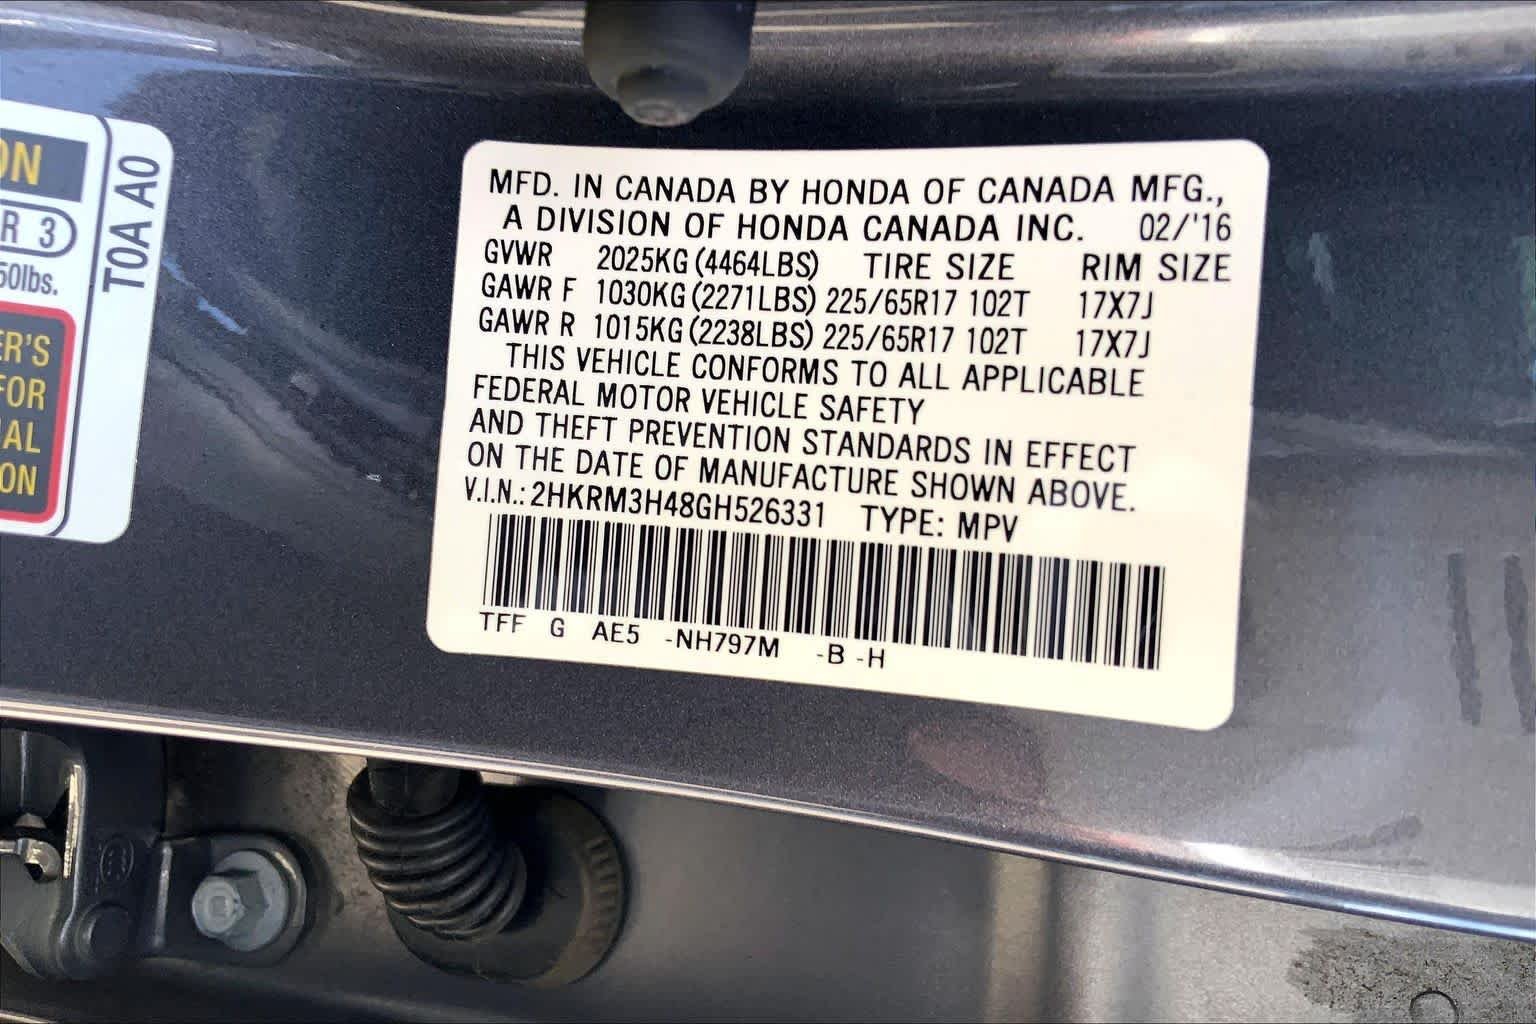 ON
R 3
50lbs.
ER'S
FOR
IAL
ON
T0A A0
MFD. IN CANADA BY HONDA OF CANADA MFG.,
A DIVISION OF HONDA CANADA INC. 02/'16
GVWR 2025KG (4464LBS) TIRE SIZE RIM SIZE
GAWR F 1030KG (2271LBS) 225/65R17 102T 17X7J
GAWR R 1015KG (2238LBS) 225/65R17 102T 17X7J
THIS VEHICLE CONFORMS TO ALL APPLICABLE
FEDERAL MOTOR VEHICLE SAFETY
AND THEFT PREVENTION STANDARDS IN EFFECT
ON THE DATE OF MANUFACTURE SHOWN ABOVE.
V.I.N.: 2HKRM3H48GH526331 TYPE: MPV
TFF G AE5 -NH797M -B -H